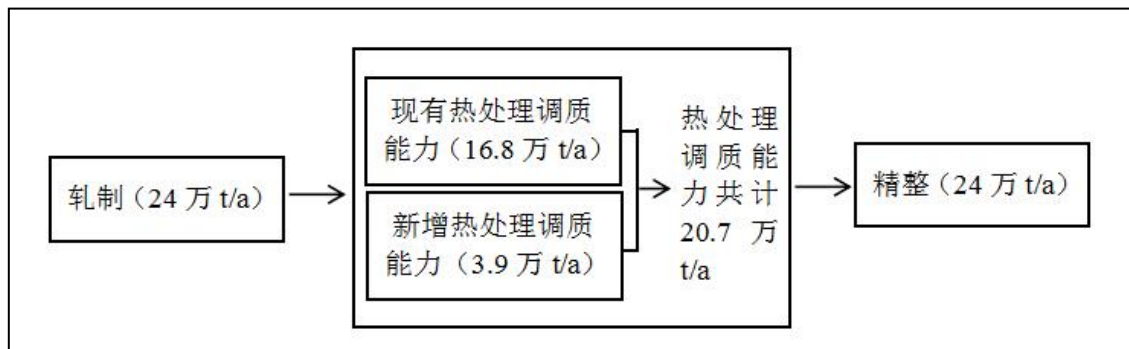 轧制（24 万 t/a）
现有热处理调质
能力（16.8 万 t/a）
新增热处理调质
能力（3.9 万 t/a）
热处理
调质能
力共计
20.7 万
t/a
精整（24 万 t/a）